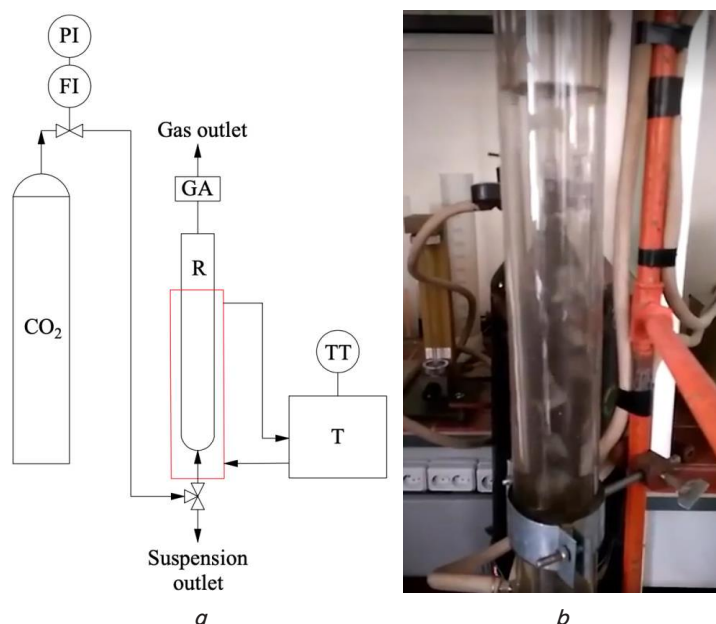 PI
FI
Gas outlet
GA
R
CO₂
TT
T
Suspension
outlet
a
b